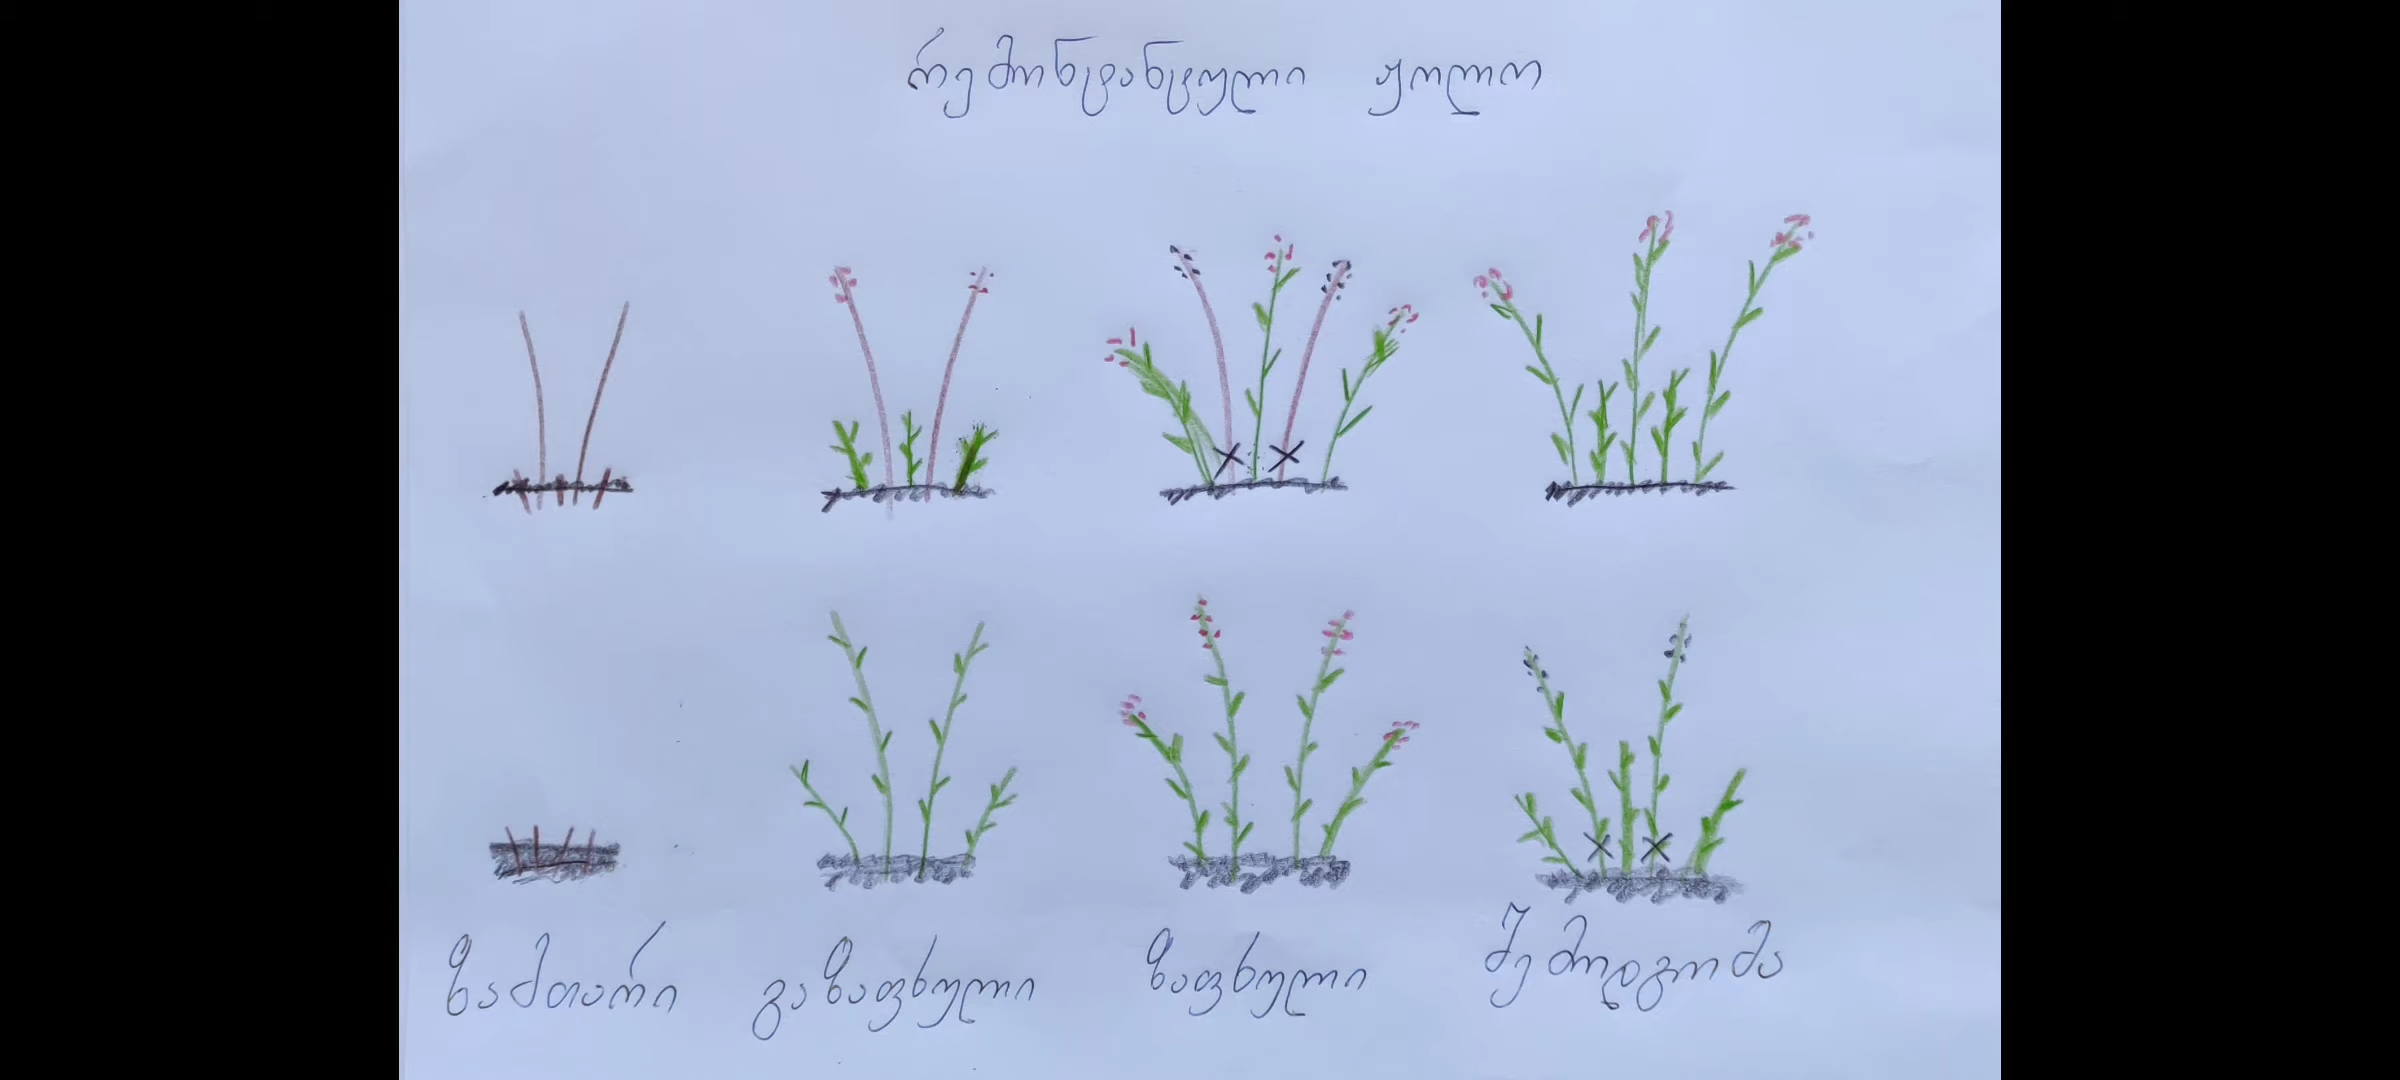 რემონტანტული ჟოლო
ზამთარი გაზაფხული ზაფხული შემოდგომა